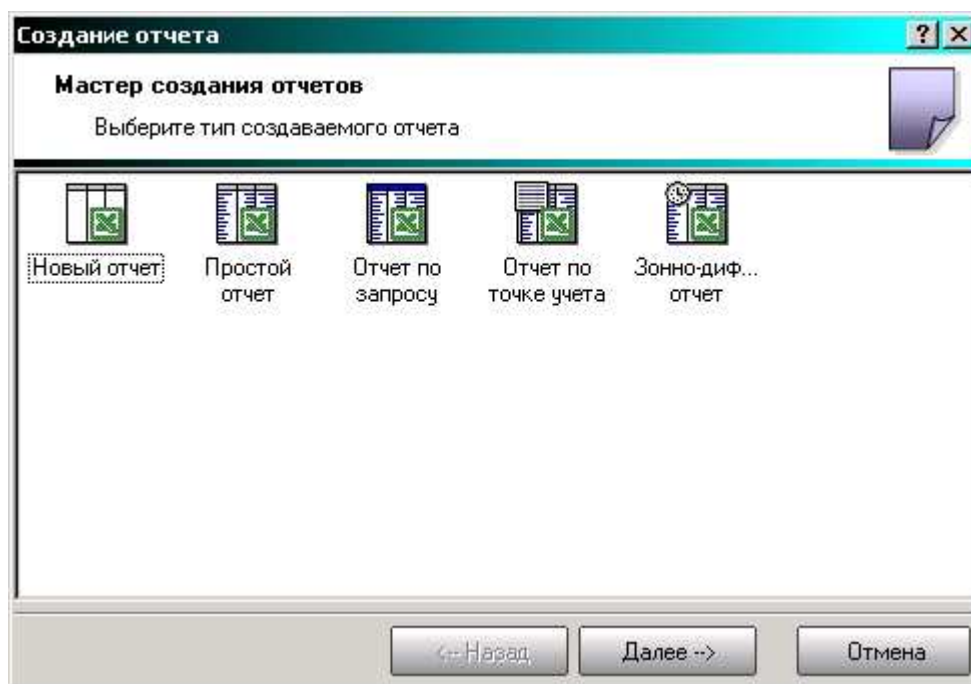 Создание отчета
Мастер создания отчетов
Выберите тип создаваемого отчета
Новый отчет
Простой
отчет
Отчет по
запросу
Отчет по
точке учета
Зонно-диф...
отчет
<-- Назад
Далее -->
Отмена